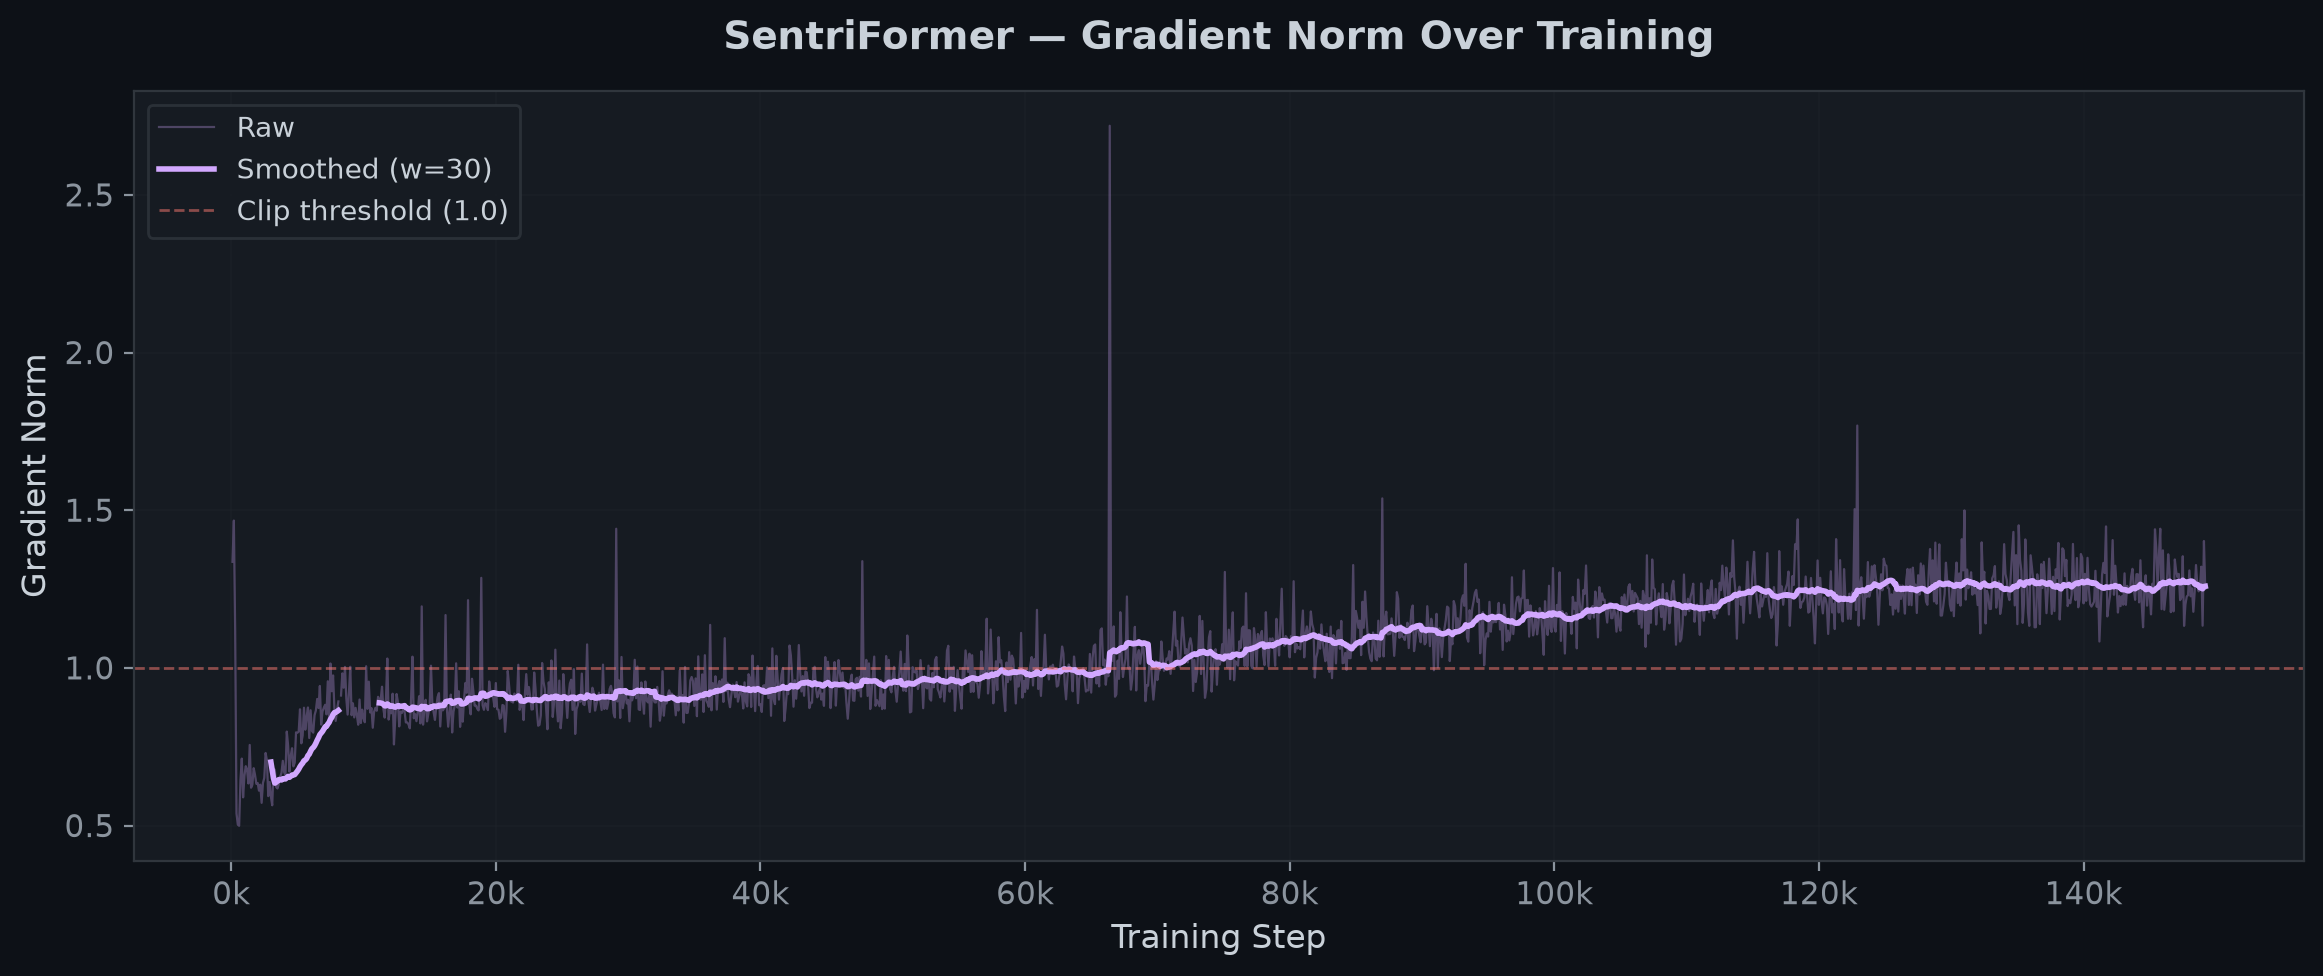 SentriFormer — Gradient Norm Over Training
Raw
Smoothed (w=30)
Clip threshold (1.0)
Gradient Norm
2.5
2.0
1.5
1.0
0.5
0k 20k 40k 60k 80k 100k 120k 140k
Training Step